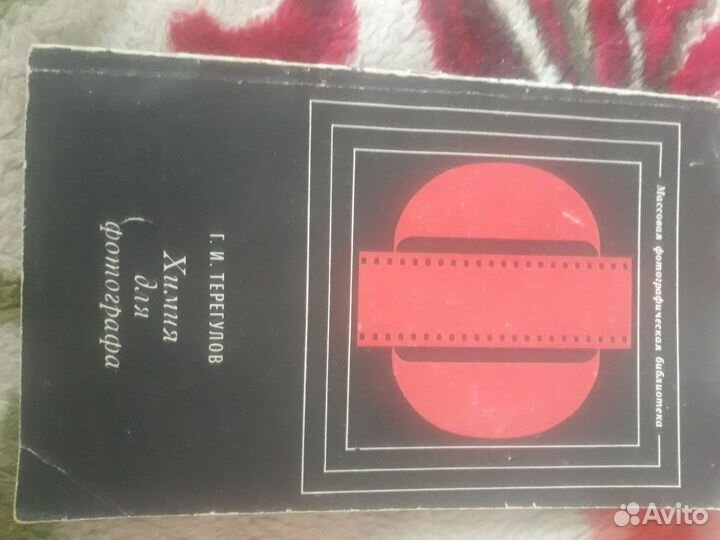 — Массовая фотографическая библиотека —
Г. И. ТЕРЕГУЛОВ
Химия
для
фотографа
Avito